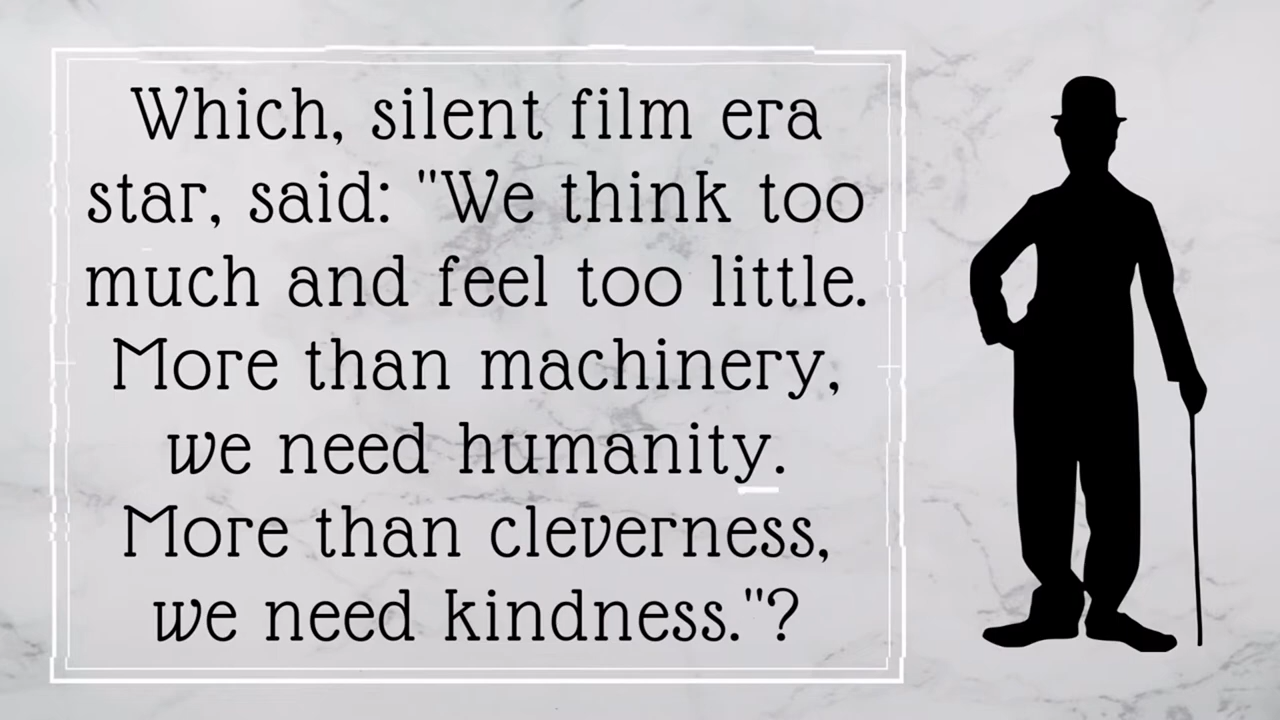 Which, silent film era
star, said: "We think too
much and feel too little.
More than machinery,
we need humanity.
More than cleverness,
we need kindness."?